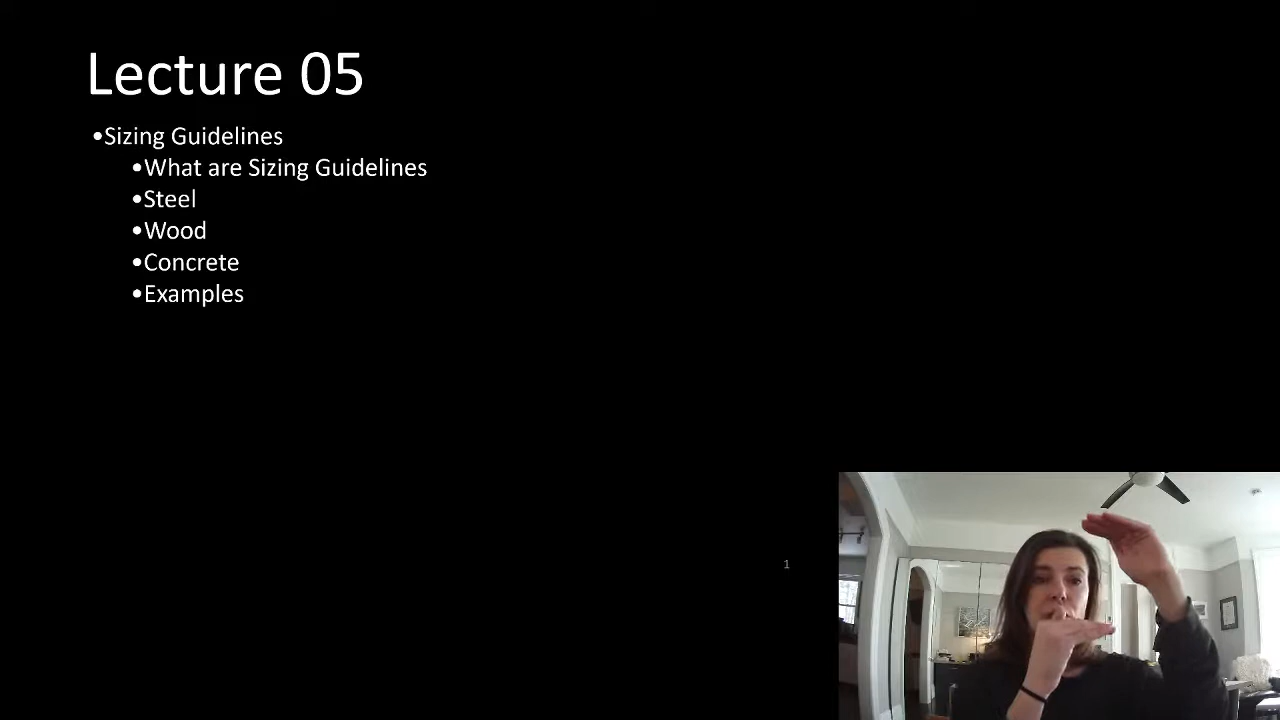 Lecture 05
•Sizing Guidelines
•What are Sizing Guidelines
•Steel
•Wood
•Concrete
•Examples
1